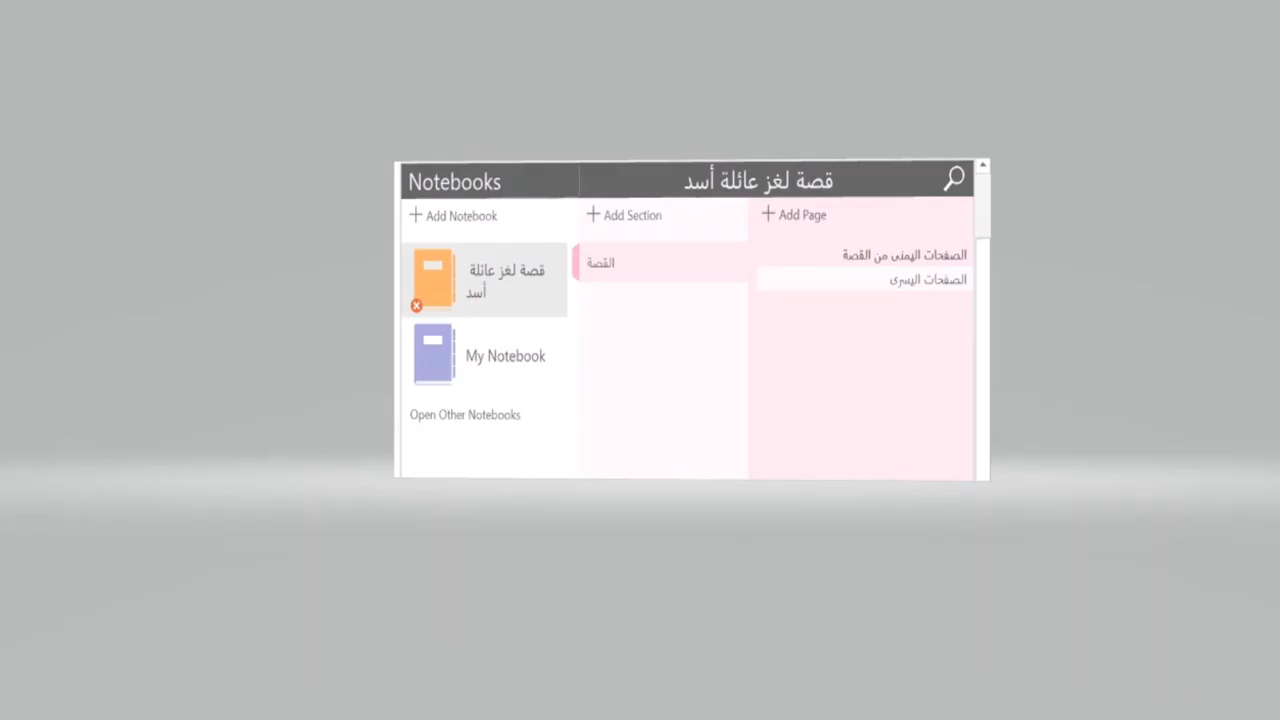 Notebooks
قصة لغز عائلة أسد
Add Notebook
Add Section
Add Page
قصة لغز عائلة
أسد
القصة
الصفحات اليمنى من القصة
الصفحات اليسرى
My Notebook
Open Other Notebooks